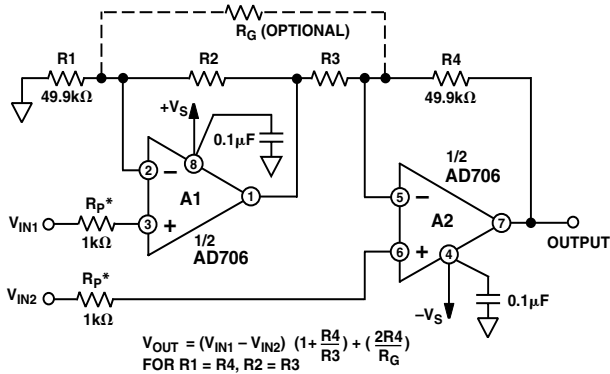 R_G (OPTIONAL)
R1
49.9kΩ
R2
R3
R4
49.9kΩ
+V_S
0.1µF
8
2
−
A1
1
3
+
1/2
AD706
V_IN1
R_P*
1kΩ
1/2
AD706
5
−
A2
7
6
+
4
OUTPUT
V_IN2
R_P*
1kΩ
−V_S
0.1µF
V_OUT = (V_IN1 – V_IN2) (1+ R4/R3) + (2R4/R_G)
FOR R1 = R4, R2 = R3